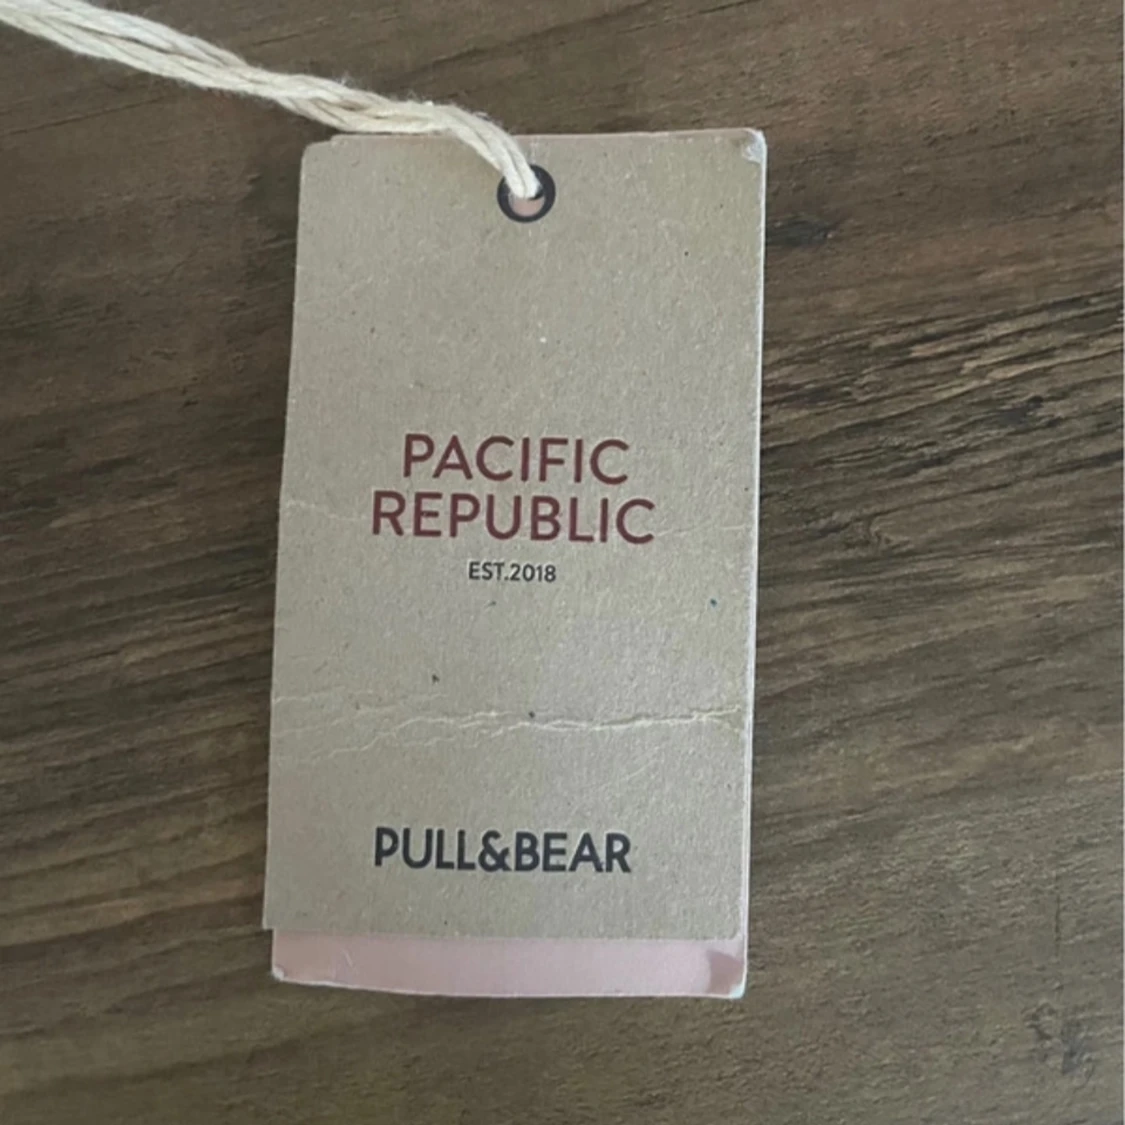 PACIFIC
REPUBLIC
EST.2018
PULL&BEAR